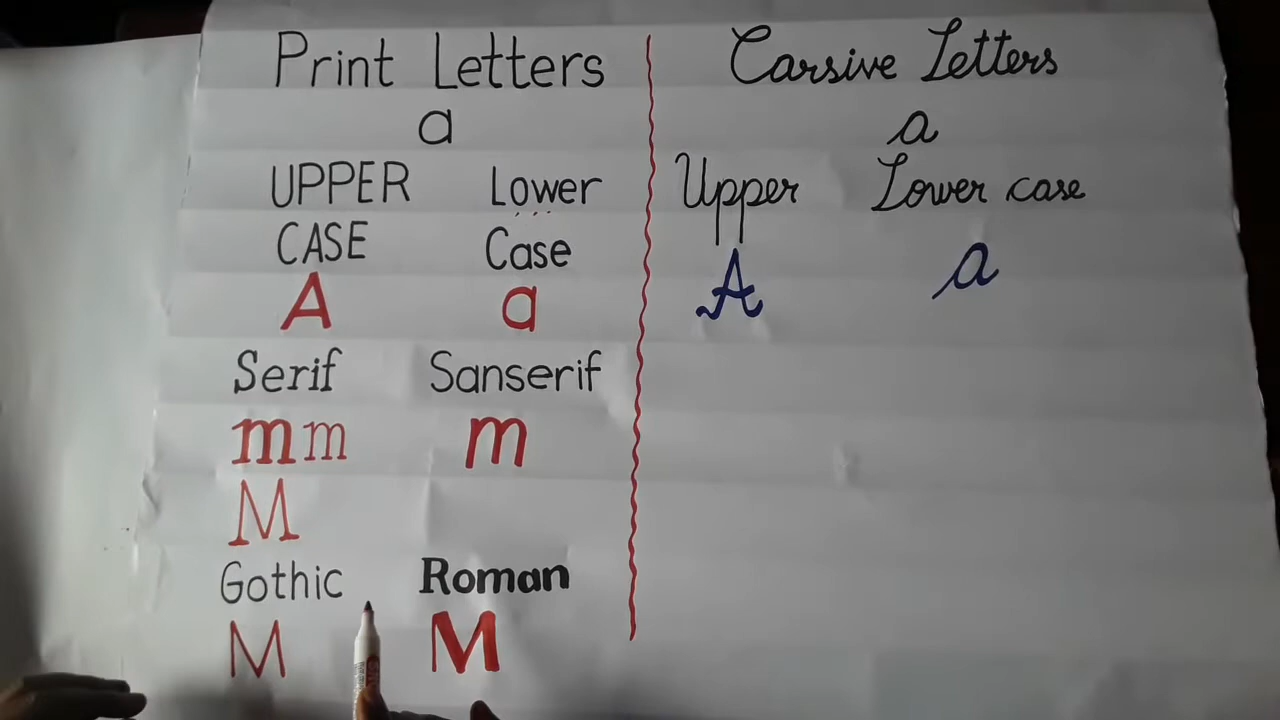 Print Letters
a
UPPER Lower
CASE Case
A a
Serif Sanserif
mm m
M
Gothic Roman
M M
Carsive Letters
a
Upper Lower case
A a